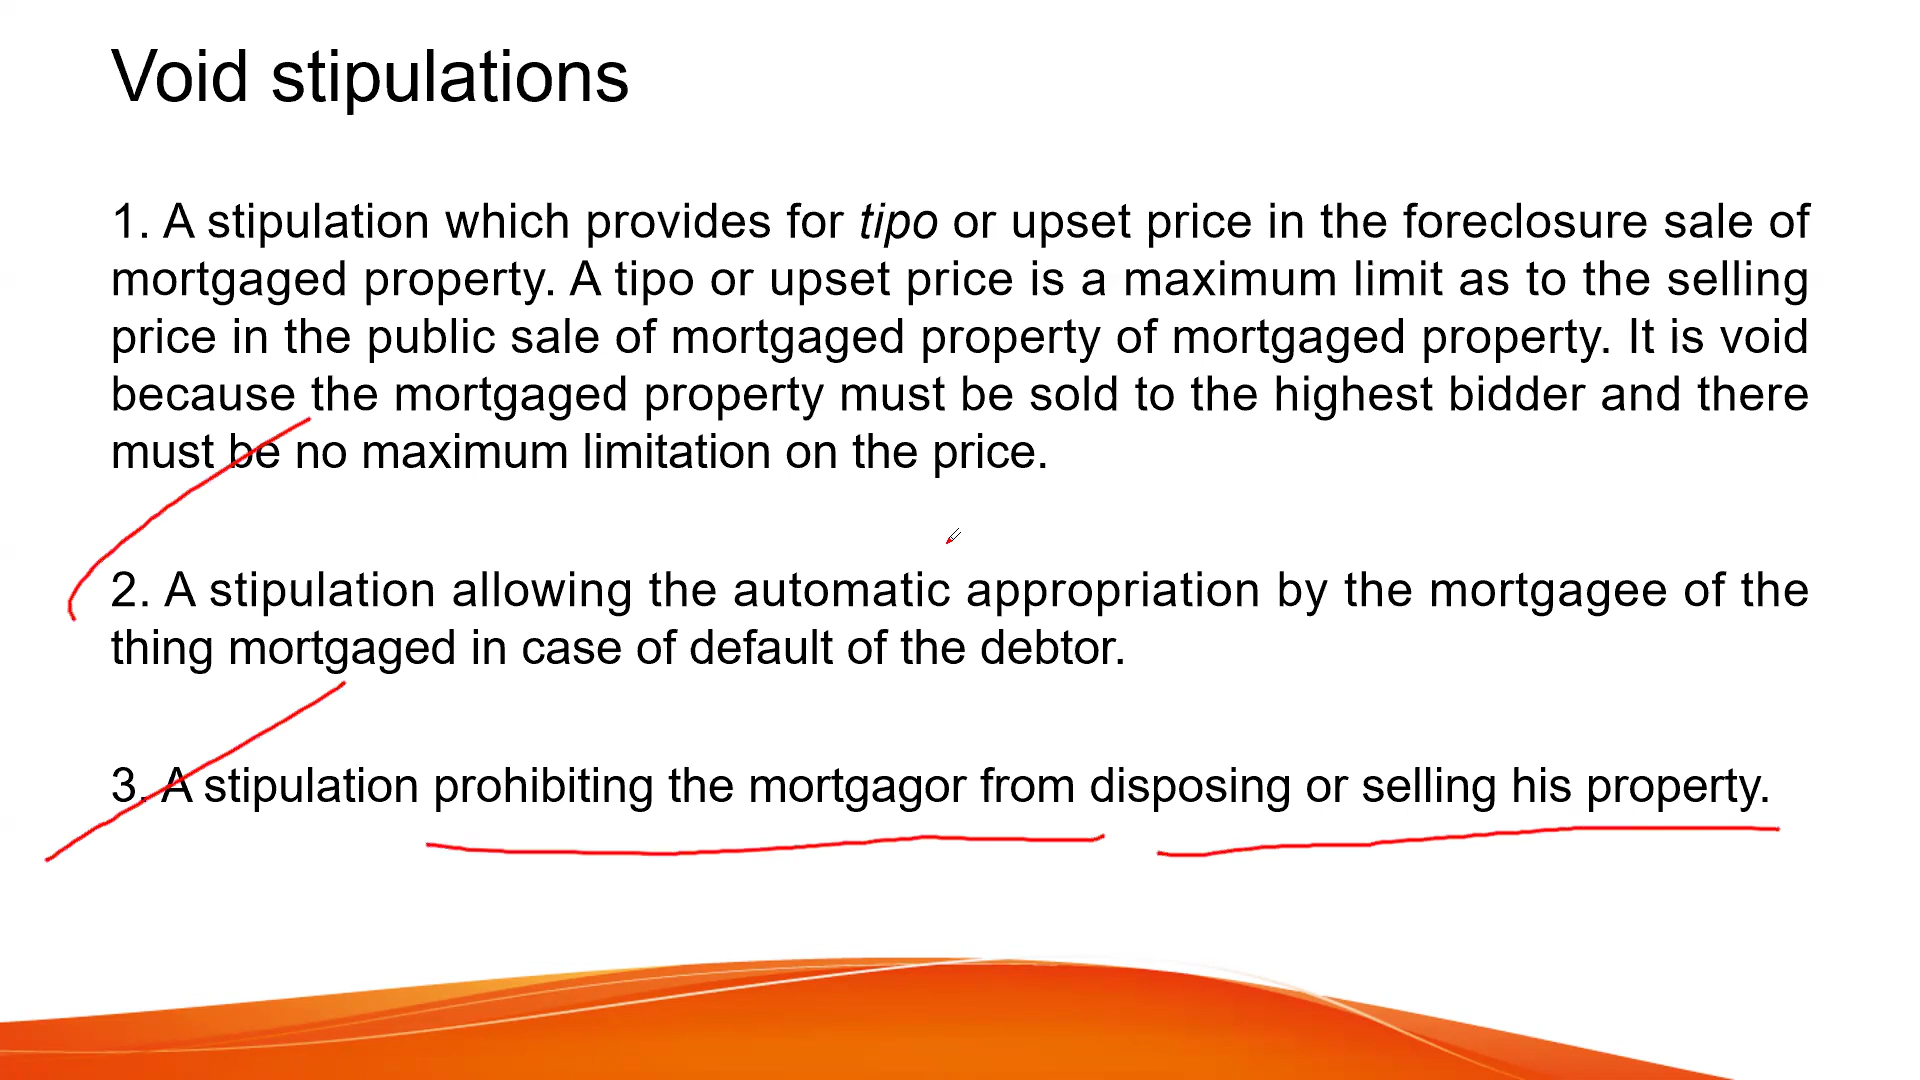 Void stipulations
1. A stipulation which provides for tipo or upset price in the foreclosure sale of
mortgaged property. A tipo or upset price is a maximum limit as to the selling
price in the public sale of mortgaged property of mortgaged property. It is void
because the mortgaged property must be sold to the highest bidder and there
must be no maximum limitation on the price.
2. A stipulation allowing the automatic appropriation by the mortgagee of the
thing mortgaged in case of default of the debtor.
3. A stipulation prohibiting the mortgagor from disposing or selling his property.